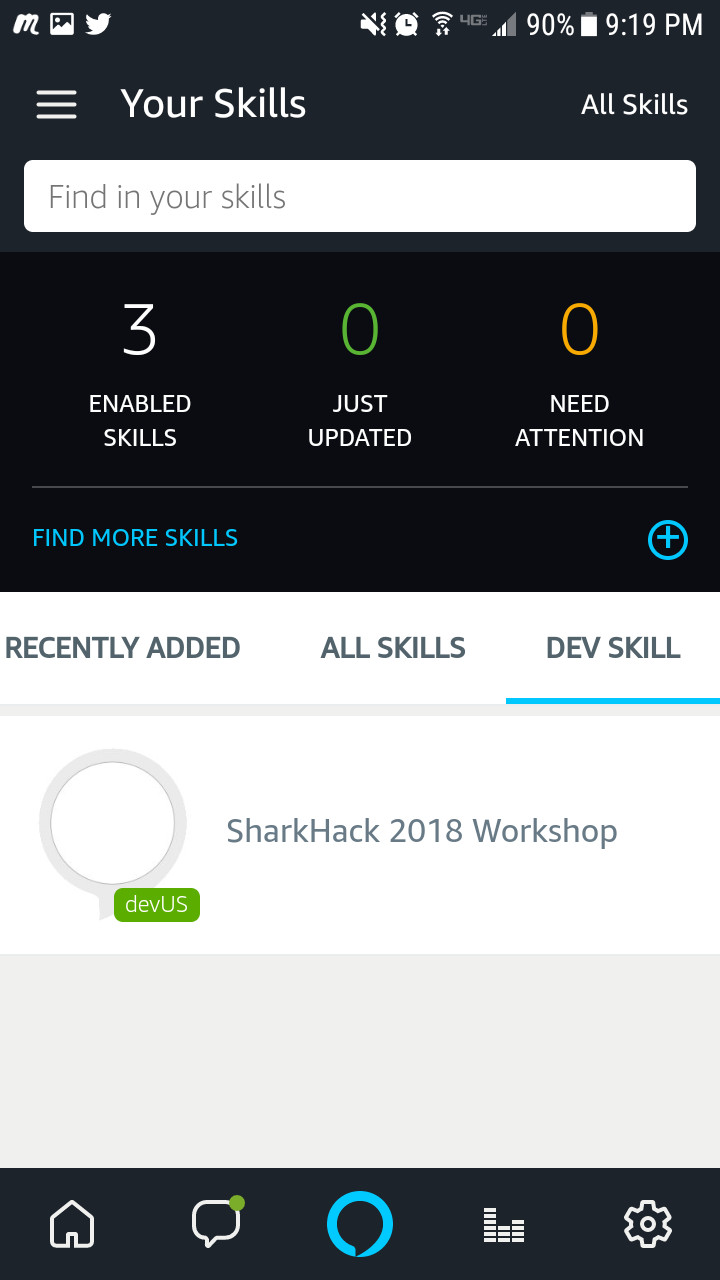 4G 90% 9:19 PM
Your Skills All Skills
Find in your skills
3 0 0
ENABLED SKILLS JUST UPDATED NEED ATTENTION
FIND MORE SKILLS
RECENTLY ADDED ALL SKILLS DEV SKILL
SharkHack 2018 Workshop
devUS